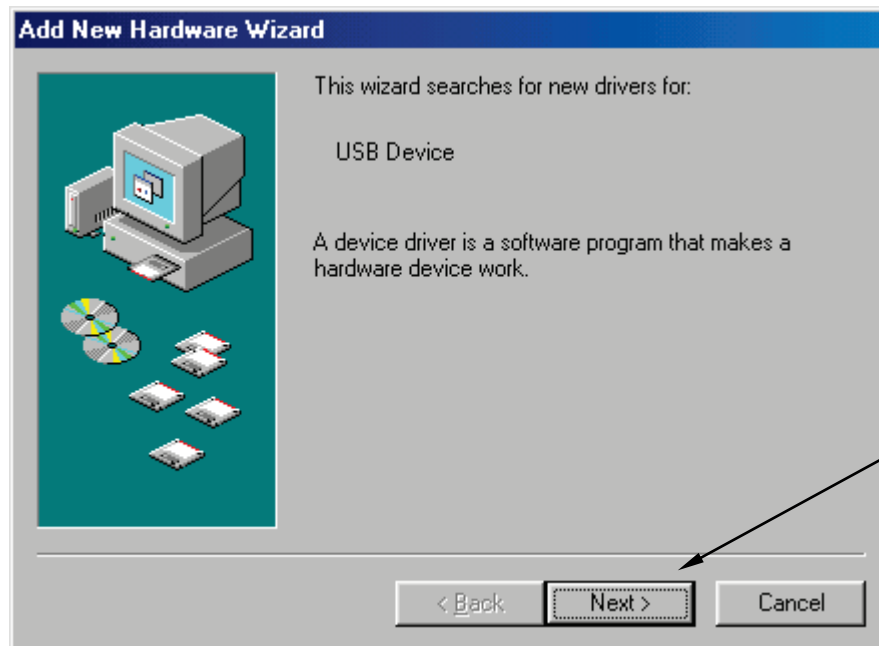 Add New Hardware Wizard
This wizard searches for new drivers for:
USB Device
A device driver is a software program that makes a
hardware device work.
< Back
Next >
Cancel